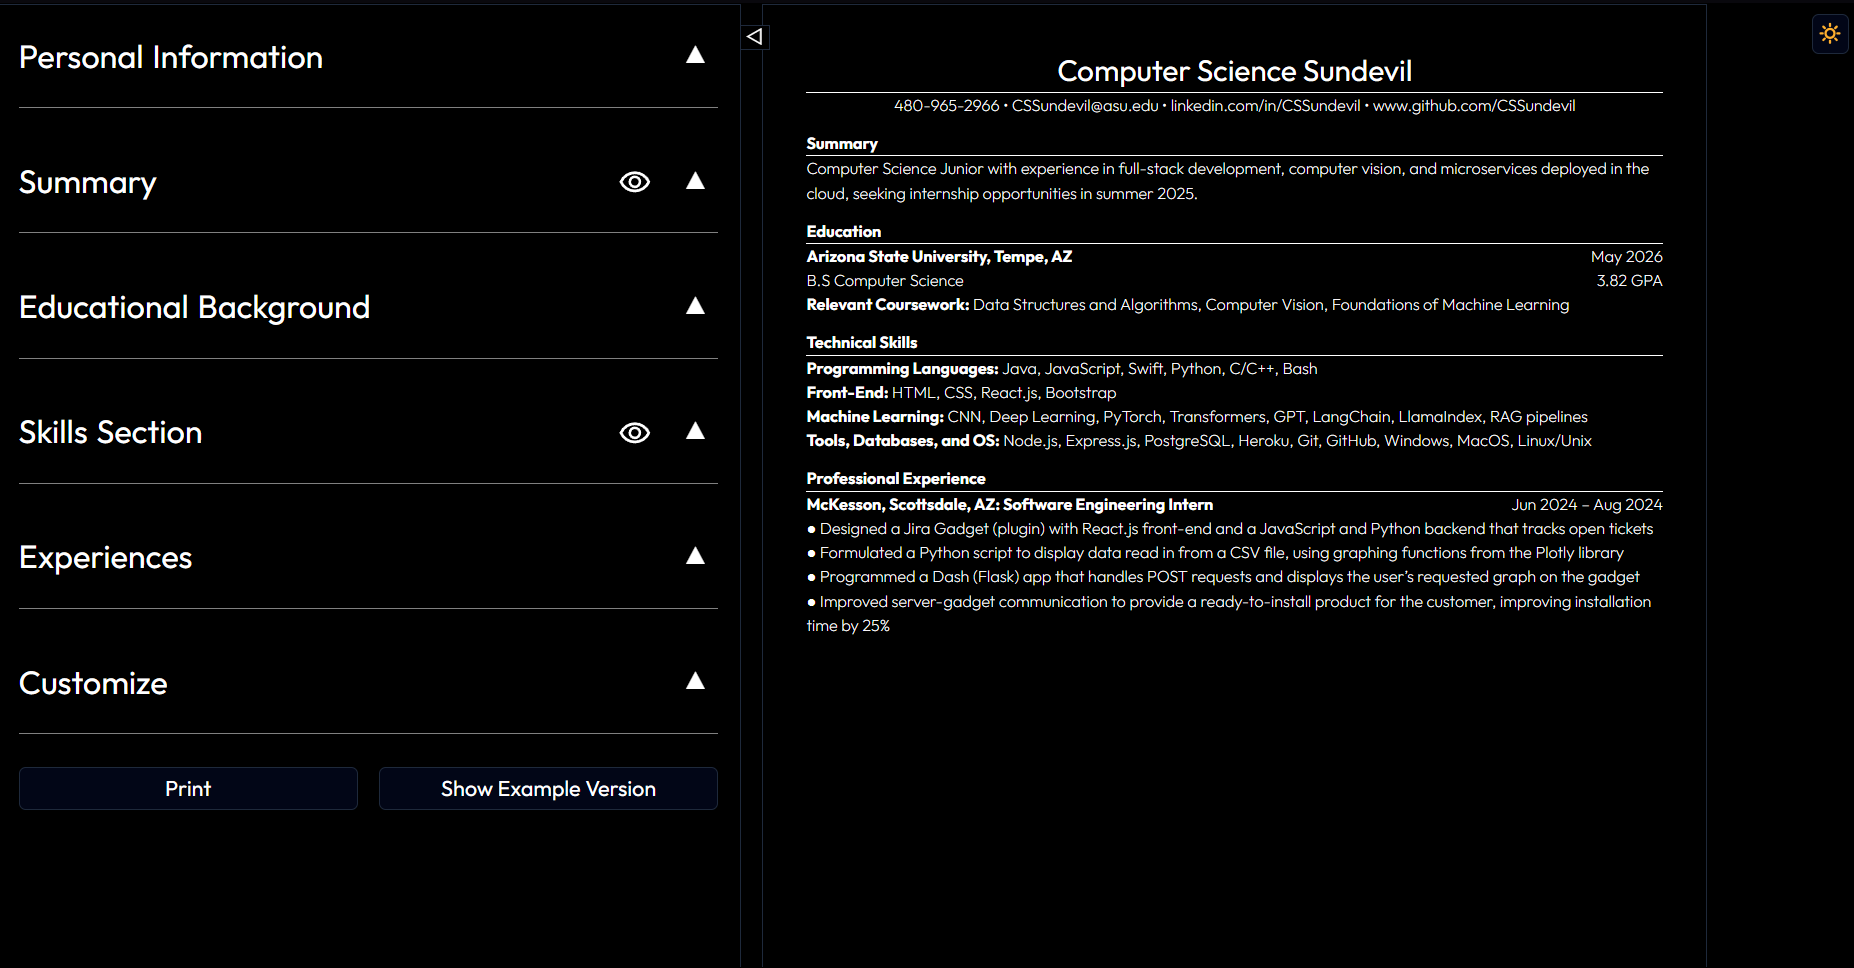 Personal Information
Summary
Educational Background
Skills Section
Experiences
Customize
Print
Show Example Version
Computer Science Sundevil
480-965-2966 • CSSundevil@asu.edu • linkedin.com/in/CSSundevil • www.github.com/CSSundevil
Summary
Computer Science Junior with experience in full-stack development, computer vision, and microservices deployed in the
cloud, seeking internship opportunities in summer 2025.
Education
Arizona State University, Tempe, AZ May 2026
B.S Computer Science 3.82 GPA
Relevant Coursework: Data Structures and Algorithms, Computer Vision, Foundations of Machine Learning
Technical Skills
Programming Languages: Java, JavaScript, Swift, Python, C/C++, Bash
Front-End: HTML, CSS, React.js, Bootstrap
Machine Learning: CNN, Deep Learning, PyTorch, Transformers, GPT, LangChain, LlamaIndex, RAG pipelines
Tools, Databases, and OS: Node.js, Express.js, PostgreSQL, Heroku, Git, GitHub, Windows, MacOS, Linux/Unix
Professional Experience
McKesson, Scottsdale, AZ: Software Engineering Intern Jun 2024 – Aug 2024
● Designed a Jira Gadget (plugin) with React.js front-end and a JavaScript and Python backend that tracks open tickets
● Formulated a Python script to display data read in from a CSV file, using graphing functions from the Plotly library
● Programmed a Dash (Flask) app that handles POST requests and displays the user’s requested graph on the gadget
● Improved server-gadget communication to provide a ready-to-install product for the customer, improving installation
time by 25%